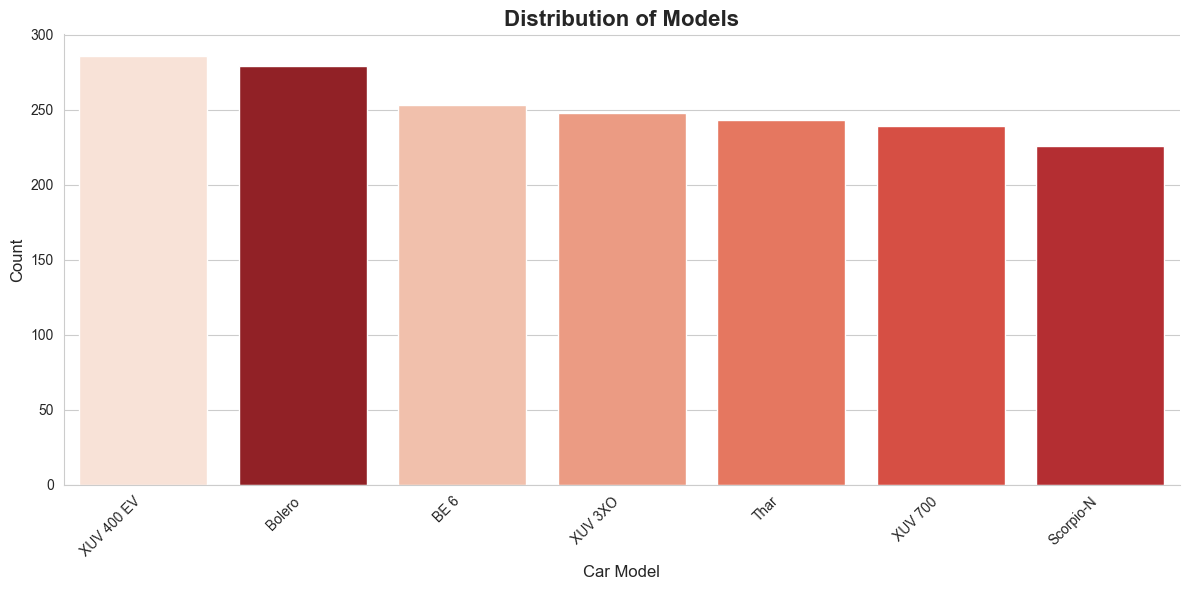 Distribution of Models
Count
300
250
200
150
100
50
0
XUV 400 EV
Bolero
BE 6
XUV 3XO
Thar
XUV 700
Scorpio-N
Car Model